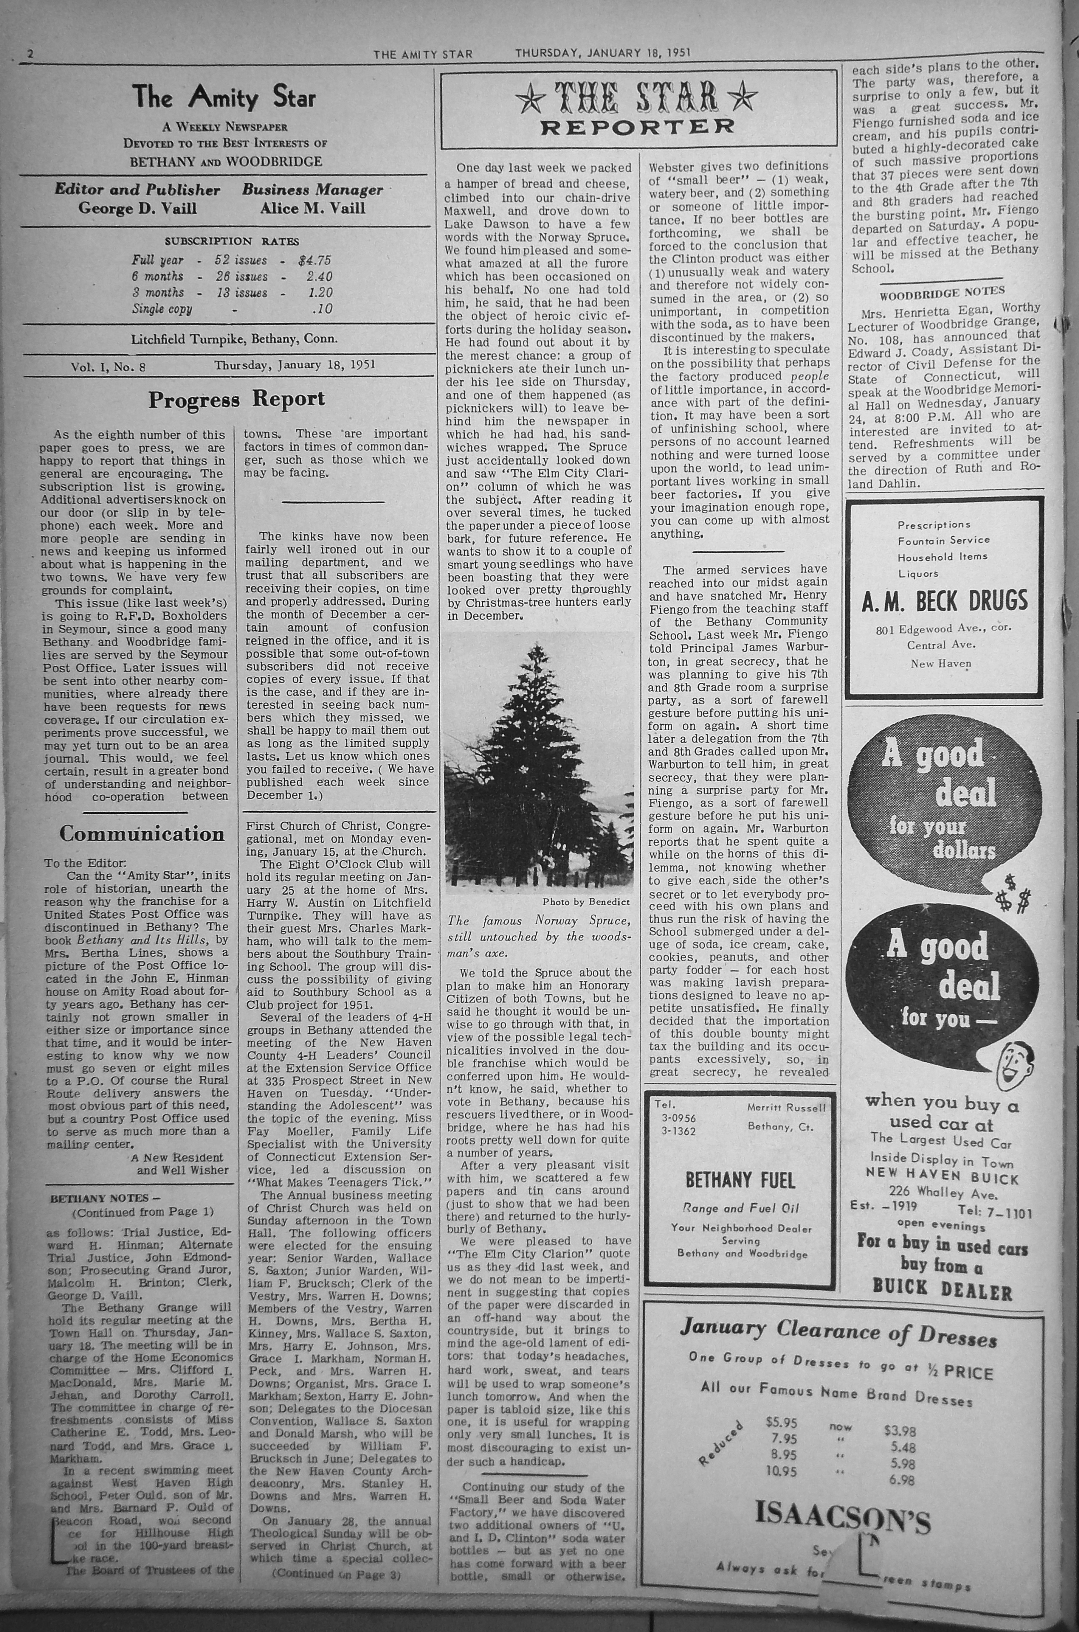 2
THE AMITY STAR THURSDAY, JANUARY 18, 1951
The Amity Star
A WEEKLY NEWSPAPER
DEVOTED TO THE BEST INTERESTS OF
BETHANY AND WOODBRIDGE
Editor and Publisher Business Manager
George D. Vaill Alice M. Vaill
SUBSCRIPTION RATES
Full year - 52 issues - $4.75
6 months - 26 issues - 2.40
3 months - 13 issues - 1.20
Single copy - .10
Litchfield Turnpike, Bethany, Conn.
Vol. I, No. 8 Thursday, January 18, 1951
Progress Report
As the eighth number of this
paper goes to press, we are
happy to report that things in
general are encouraging. The
subscription list is growing.
Additional advertisers knock on
our door (or slip in by tele-
phone) each week. More and
more people are sending in
news and keeping us informed
about what is happening in the
two towns. We have very few
grounds for complaint.
This issue (like last week's)
is going to R.F.D. Boxholders
in Seymour, since a good many
Bethany and Woodbridge fami-
lies are served by the Seymour
Post Office. Later issues will
be sent into other nearby com-
munities, where already there
have been requests for news
coverage. If our circulation ex-
periments prove successful, we
may yet turn out to be an area
journal. This would, we feel
certain, result in a greater bond
of understanding and neighbor-
hood co-operation between
towns. These are important
factors in times of common dan-
ger, such as those which we
may be facing.
The kinks have now been
fairly well ironed out in our
mailing department, and we
trust that all subscribers are
receiving their copies, on time
and properly addressed. During
the month of December a cer-
tain amount of confusion
reigned in the office, and it is
possible that some out-of-town
subscribers did not receive
copies of every issue. If that
is the case, and if they are in-
terested in seeing back num-
bers which they missed, we
shall be happy to mail them out
as long as the limited supply
lasts. Let us know which ones
you failed to receive. ( We have
published each week since
December 1.)
Communication
To the Editor:
Can the "Amity Star", in its
role of historian, unearth the
reason why the franchise for a
United States Post Office was
discontinued in Bethany? The
book Bethany and Its Hills, by
Mrs. Bertha Lines, shows a
picture of the Post Office lo-
cated in the John E. Hinman
house on Amity Road about for-
ty years ago. Bethany has cer-
tainly not grown smaller in
either size or importance since
that time, and it would be inter-
esting to know why we now
must go seven or eight miles
to a P.O. Of course the Rural
Route delivery answers the
most obvious part of this need,
but a country Post Office used
to serve as much more than a
mailing center.
A New Resident
and Well Wisher
BETHANY NOTES -
(Continued from Page 1)
as follows: Trial Justice, Ed-
ward H. Hinman; Alternate
Trial Justice, John Edmond-
son; Prosecuting Grand Juror,
Malcolm H. Brinton; Clerk,
George D. Vaill.
The Bethany Grange will
hold its regular meeting at the
Town Hall on Thursday, Jan-
uary 18. The meeting will be in
charge of the Home Economics
Committee — Mrs. Clifford I.
MacDonald, Mrs. Marie M.
Jehan, and Dorothy Carroll.
The committee in charge of re-
freshments consists of Miss
Catherine E. Todd, Mrs. Leo-
nard Todd, and Mrs. Grace I.
Markham.
In a recent swimming meet
against West Haven High
School, Peter Ould, son of Mr.
and Mrs. Barnard P. Ould of
Beacon Road, won second
ce for Hillhouse High
ool in the 100-yard breast-
ke race.
The Board of Trustees of the
First Church of Christ, Congre-
gational, met on Monday even-
ing, January 15, at the Church.
The Eight O'Clock Club will
hold its regular meeting on Jan-
uary 25 at the home of Mrs.
Harry W. Austin on Litchfield
Turnpike. They will have as
their guest Mrs. Charles Mark-
ham, who will talk to the mem-
bers about the Southbury Train-
ing School. The group will dis-
cuss the possibility of giving
aid to Southbury School as a
Club project for 1951.
Several of the leaders of 4-H
groups in Bethany attended the
meeting of the New Haven
County 4-H Leaders' Council
at the Extension Service Office
at 335 Prospect Street in New
Haven on Tuesday. "Under-
standing the Adolescent" was
the topic of the evening. Miss
Fay Moeller, Family Life
Specialist with the University
of Connecticut Extension Ser-
vice, led a discussion on
"What Makes Teenagers Tick."
The Annual business meeting
of Christ Church was held on
Sunday afternoon in the Town
Hall. The following officers
were elected for the ensuing
year: Senior Warden, Wallace
S. Saxton; Junior Warden, Wil-
liam F. Brucksch; Clerk of the
Vestry, Mrs. Warren H. Downs;
Members of the Vestry, Warren
H. Downs, Mrs. Bertha H.
Kinney, Mrs. Wallace S. Saxton,
Mrs. Harry E. Johnson, Mrs.
Grace I. Markham, Norman H.
Peck, and Mrs. Warren H.
Downs; Organist, Mrs. Grace I.
Markham; Sexton, Harry E. John-
son; Delegates to the Diocesan
Convention, Wallace S. Saxton
and Donald Marsh, who will be
succeeded by William F.
Brucksch in June; Delegates to
the New Haven County Arch-
deaconry, Mrs. Stanley H.
Downs and Mrs. Warren H.
Downs.
On January 28, the annual
Theological Sunday will be ob-
served in Christ Church, at
which time a special collec-
(Continued on Page 3)
THE STAR
REPORTER
One day last week we packed
a hamper of bread and cheese,
climbed into our chain-drive
Maxwell, and drove down to
Lake Dawson to have a few
words with the Norway Spruce.
We found him pleased and some-
what amazed at all the furore
which has been occasioned on
his behalf. No one had told
him, he said, that he had been
the object of heroic civic ef-
forts during the holiday season.
He had found out about it by
the merest chance: a group of
picknickers ate their lunch un-
der his lee side on Thursday,
and one of them happened (as
picknickers will) to leave be-
hind him the newspaper in
which he had had, his sand-
wiches wrapped. The Spruce
just accidentally looked down
and saw "The Elm City Clari-
on" column of which he was
the subject. After reading it
over several times, he tucked
the paper under a piece of loose
bark, for future reference. He
wants to show it to a couple of
smart young seedlings who have
been boasting that they were
looked over pretty thoroughly
by Christmas-tree hunters early
in December.
Photo by Benedict
The famous Norway Spruce,
still untouched by the woods-
man's axe.
We told the Spruce about the
plan to make him an Honorary
Citizen of both Towns, but he
said he thought it would be un-
wise to go through with that, in
view of the possible legal tech-
nicalities involved in the dou-
ble franchise which would be
conferred upon him. He would-
n't know, he said, whether to
vote in Bethany, because his
rescuers lived there, or in Wood-
bridge, where he has had his
roots pretty well down for quite
a number of years.
After a very pleasant visit
with him, we scattered a few
papers and tin cans around
(just to show that we had been
there) and returned to the hurly-
burly of Bethany.
We were pleased to have
"The Elm City Clarion" quote
us as they did last week, and
we do not mean to be imperti-
nent in suggesting that copies
of the paper were discarded in
an off-hand way about the
countryside, but it brings to
mind the age-old lament of edi-
tors: that today's headaches,
hard work, sweat, and tears
will be used to wrap someone's
lunch tomorrow. And when the
paper is tabloid size, like this
one, it is useful for wrapping
only very small lunches. It is
most discouraging to exist un-
der such a handicap.
Continuing our study of the
"Small Beer and Soda Water
Factory," we have discovered
two additional owners of "U.
and I. D. Clinton" soda water
bottles - but as yet no one
has come forward with a beer
bottle, small or otherwise.
Webster gives two definitions
of "small beer" — (1) weak,
watery beer, and (2) something
or someone of little impor-
tance. If no beer bottles are
forthcoming, we shall be
forced to the conclusion that
the Clinton product was either
(1) unusually weak and watery
and therefore not widely con-
sumed in the area, or (2) so
unimportant, in competition
with the soda, as to have been
discontinued by the makers.
It is interesting to speculate
on the possibility that perhaps
the factory produced people
of little importance, in accord-
ance with part of the defini-
tion. It may have been a sort
of unfinishing school, where
persons of no account learned
nothing and were turned loose
upon the world, to lead unim-
portant lives working in small
beer factories. If you give
your imagination enough rope,
you can come up with almost
anything.
The armed services have
reached into our midst again
and have snatched Mr. Henry
Fiengo from the teaching staff
of the Bethany Community
School. Last week Mr. Fiengo
told Principal James Warbur-
ton, in great secrecy, that he
was planning to give his 7th
and 8th Grade room a surprise
party, as a sort of farewell
gesture before putting his uni-
form on again. A short time
later a delegation from the 7th
and 8th Grades called upon Mr.
Warburton to tell him, in great
secrecy, that they were plan-
ning a surprise party for Mr.
Fiengo, as a sort of farewell
gesture before he put his uni-
form on again. Mr. Warburton
reports that he spent quite a
while on the horns of this di-
lemma, not knowing whether
to give each side the other's
secret or to let everybody pro-
ceed with his own plans and
thus run the risk of having the
School submerged under a del-
uge of soda, ice cream, cake,
cookies, peanuts, and other
party fodder — for each host
was making lavish prepara-
tions designed to leave no ap-
petite unsatisfied. He finally
decided that the importation
of this double bounty might
tax the building and its occu-
pants excessively, so, in
great secrecy, he revealed
each side's plans to the other.
The party was, therefore, a
surprise to only a few, but it
was a great success. Mr.
Fiengo furnished soda and ice
cream, and his pupils contri-
buted a highly-decorated cake
of such massive proportions
that 37 pieces were sent down
to the 4th Grade after the 7th
and 8th graders had reached
the bursting point. Mr. Fiengo
departed on Saturday. A popu-
lar and effective teacher, he
will be missed at the Bethany
School.
WOODBRIDGE NOTES
Mrs. Henrietta Egan, Worthy
Lecturer of Woodbridge Grange,
No. 108, has announced that
Edward J. Coady, Assistant Di-
rector of Civil Defense for the
State of Connecticut, will
speak at the Woodbridge Memori-
al Hall on Wednesday, January
24, at 8:00 P.M. All who are
interested are invited to at-
tend. Refreshments will be
served by a committee under
the direction of Ruth and Ro-
land Dahlin.
Prescriptions
Fountain Service
Household Items
Liquors
A. M. BECK DRUGS
801 Edgewood Ave., cor.
Central Ave.
New Haven
A good
deal
for your
dollars
$
$$
A good
deal
for you —
when you buy a
used car at
The Largest Used Car
Inside Display in Town
NEW HAVEN BUICK
226 Whalley Ave.
Est. -1919 Tel: 7-1101
open evenings
For a buy in used cars
buy from a
BUICK DEALER
Tel. Merritt Russell
3-0956 Bethany, Ct.
3-1362
BETHANY FUEL
Range and Fuel Oil
Your Neighborhood Dealer
Serving
Bethany and Woodbridge
January Clearance of Dresses
One Group of Dresses to go at ½ PRICE
All our Famous Name Brand Dresses
Reduced
$5.95 now $3.98
7.95 " 5.48
8.95 " 5.98
10.95 " 6.98
ISAACSON'S
Always ask for reen stamps